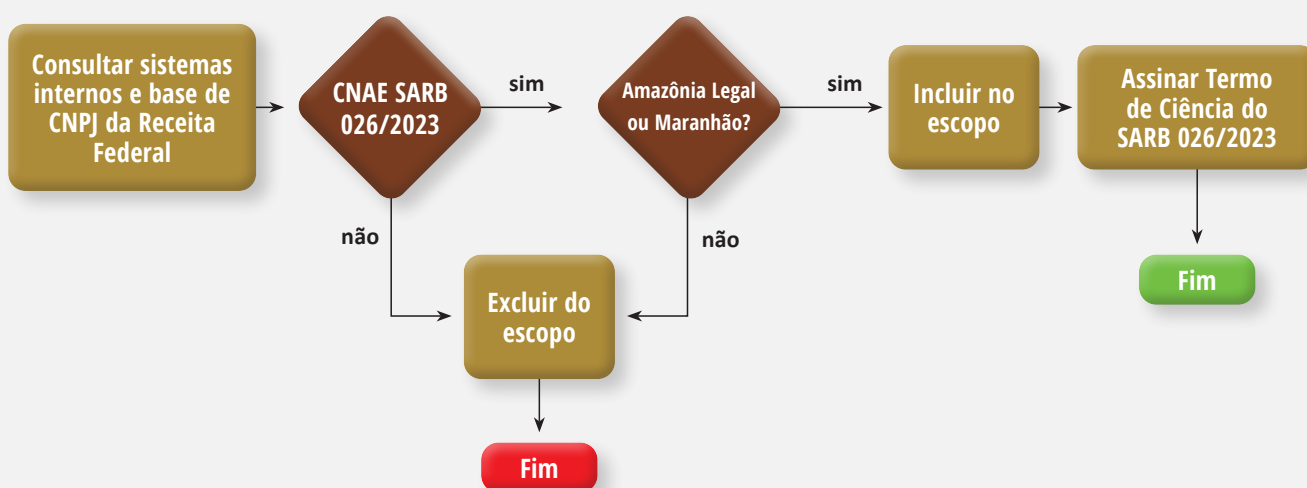 Consultar sistemas
internos e base de
CNPJ da Receita
Federal
CNAE SARB
026/2023
sim
Amazônia Legal
ou Maranhão?
sim
Incluir no
escopo
Assinar Termo
de Ciência do
SARB 026/2023
não
não
Excluir do
escopo
Fim
Fim